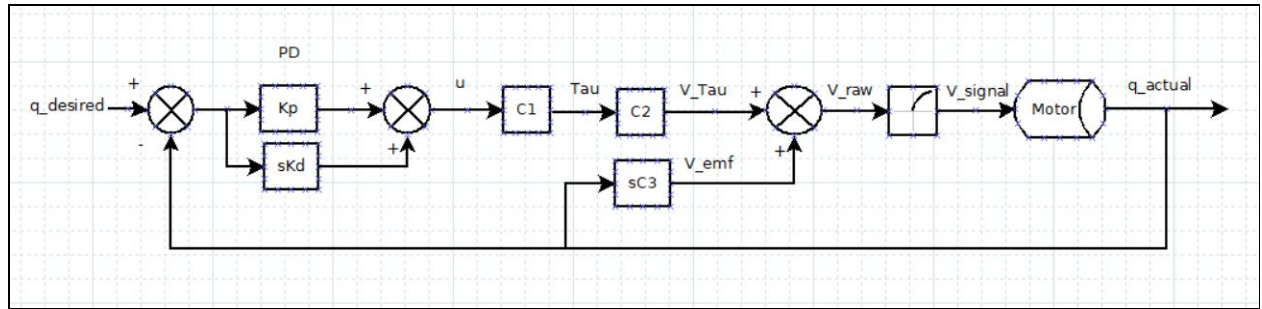 PD
q_desired
+
-
Kp
sKd
+
+
u
C1
Tau
C2
V_Tau
+
+
sC3
V_emf
V_raw
V_signal
Motor
q_actual